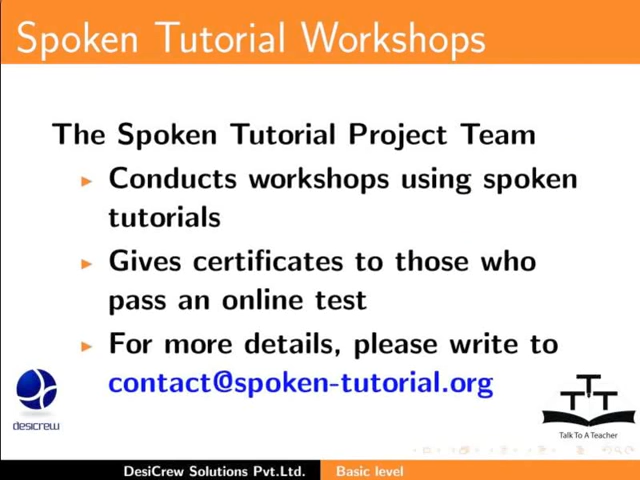 Spoken Tutorial Workshops
The Spoken Tutorial Project Team
Conducts workshops using spoken
tutorials
Gives certificates to those who
pass an online test
For more details, please write to
contact@spoken-tutorial.org
desicrew
TTT
Talk To A Teacher
DesiCrew Solutions Pvt.Ltd.
Basic level